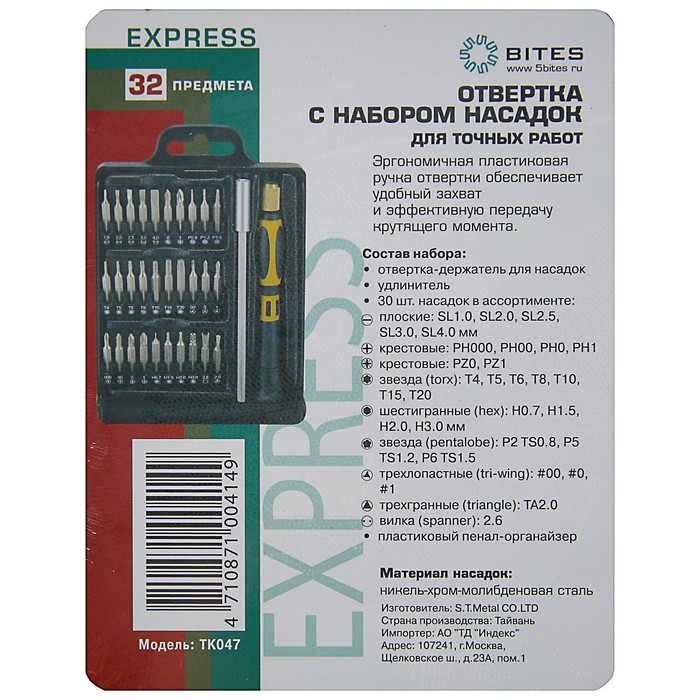 EXPRESS
32 ПРЕДМЕТА
5BITES
www.5bites.ru
ОТВЕРТКА
С НАБОРОМ НАСАДОК
ДЛЯ ТОЧНЫХ РАБОТ
Эргономичная пластиковая
ручка отвертки обеспечивает
удобный захват
и эффективную передачу
крутящего момента.
Состав набора:
• отвертка-держатель для насадок
• удлинитель
• 30 шт. насадок в ассортименте:
плоские: SL1.0, SL2.0, SL2.5,
SL3.0, SL4.0 мм
крестовые: PH000, PH00, PH0, PH1
крестовые: PZ0, PZ1
звезда (torx): T4, T5, T6, T8, T10,
T15, T20
шестигранные (hex): H0.7, H1.5,
H2.0, H3.0 мм
звезда (pentalobe): P2 TS0.8, P5
TS1.2, P6 TS1.5
трехлопастные (tri-wing): #00, #0,
#1
трехгранные (triangle): TA2.0
вилка (spanner): 2.6
• пластиковый пенал-органайзер
Материал насадок:
никель-хром-молибденовая сталь
Изготовитель: S.T.Metal CO.LTD
Страна производства: Тайвань
Импортер: АО "ТД "Индекс"
Адрес: 107241, г.Москва,
Щелковское ш., д.23А, пом.1
EXPRESS
4 710871 004149
Модель: TK047